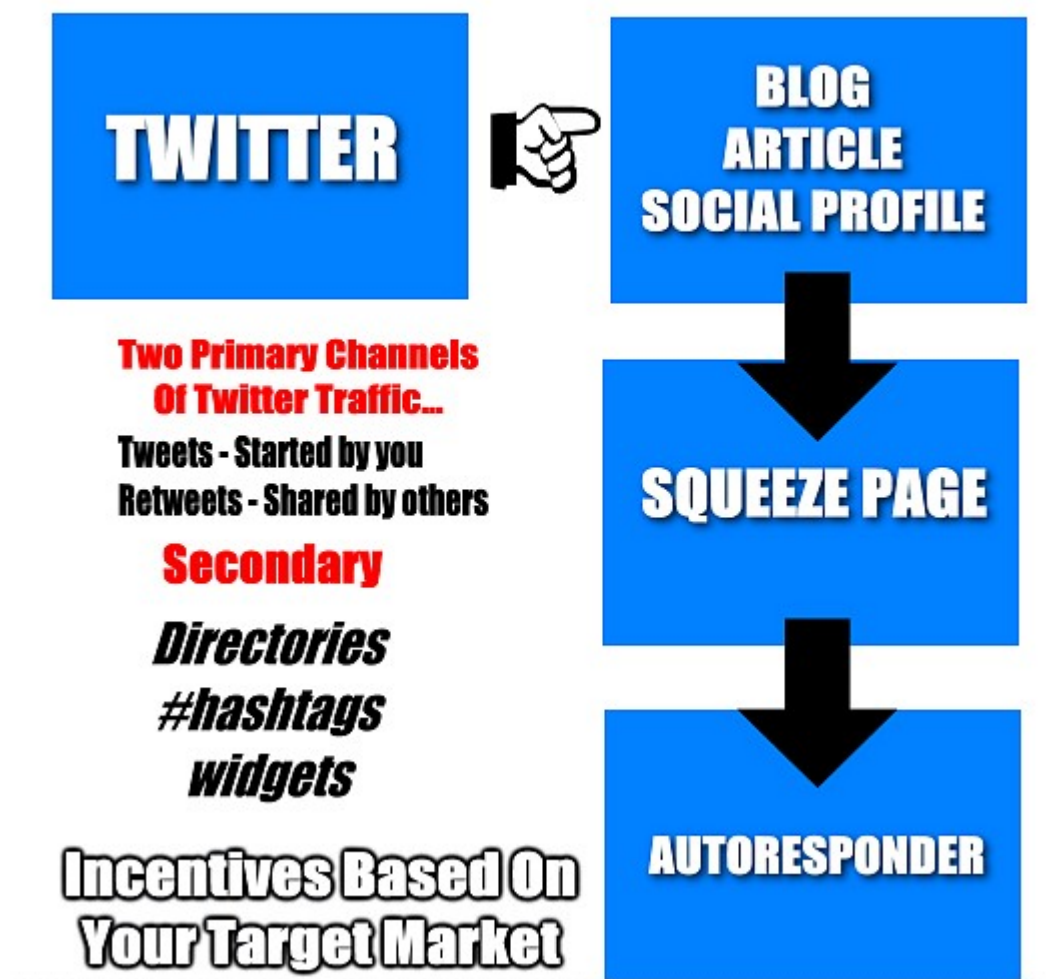 TWITTER
BLOG
ARTICLE
SOCIAL PROFILE
Two Primary Channels
Of Twitter Traffic...
Tweets - Started by you
Retweets - Shared by others
Secondary
Directories
#hashtags
widgets
Incentives Based On
Your Target Market
SQUEEZE PAGE
AUTORESPONDER